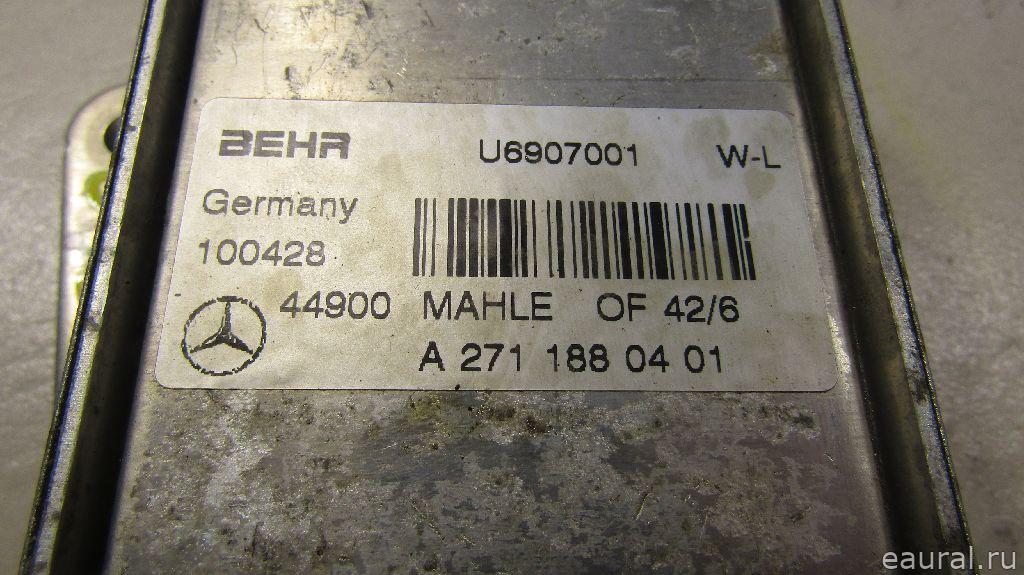 BEHR U6907001 W-L
Germany
100428
44900 MAHLE OF 42/6
A 271 188 04 01
eaural.ru